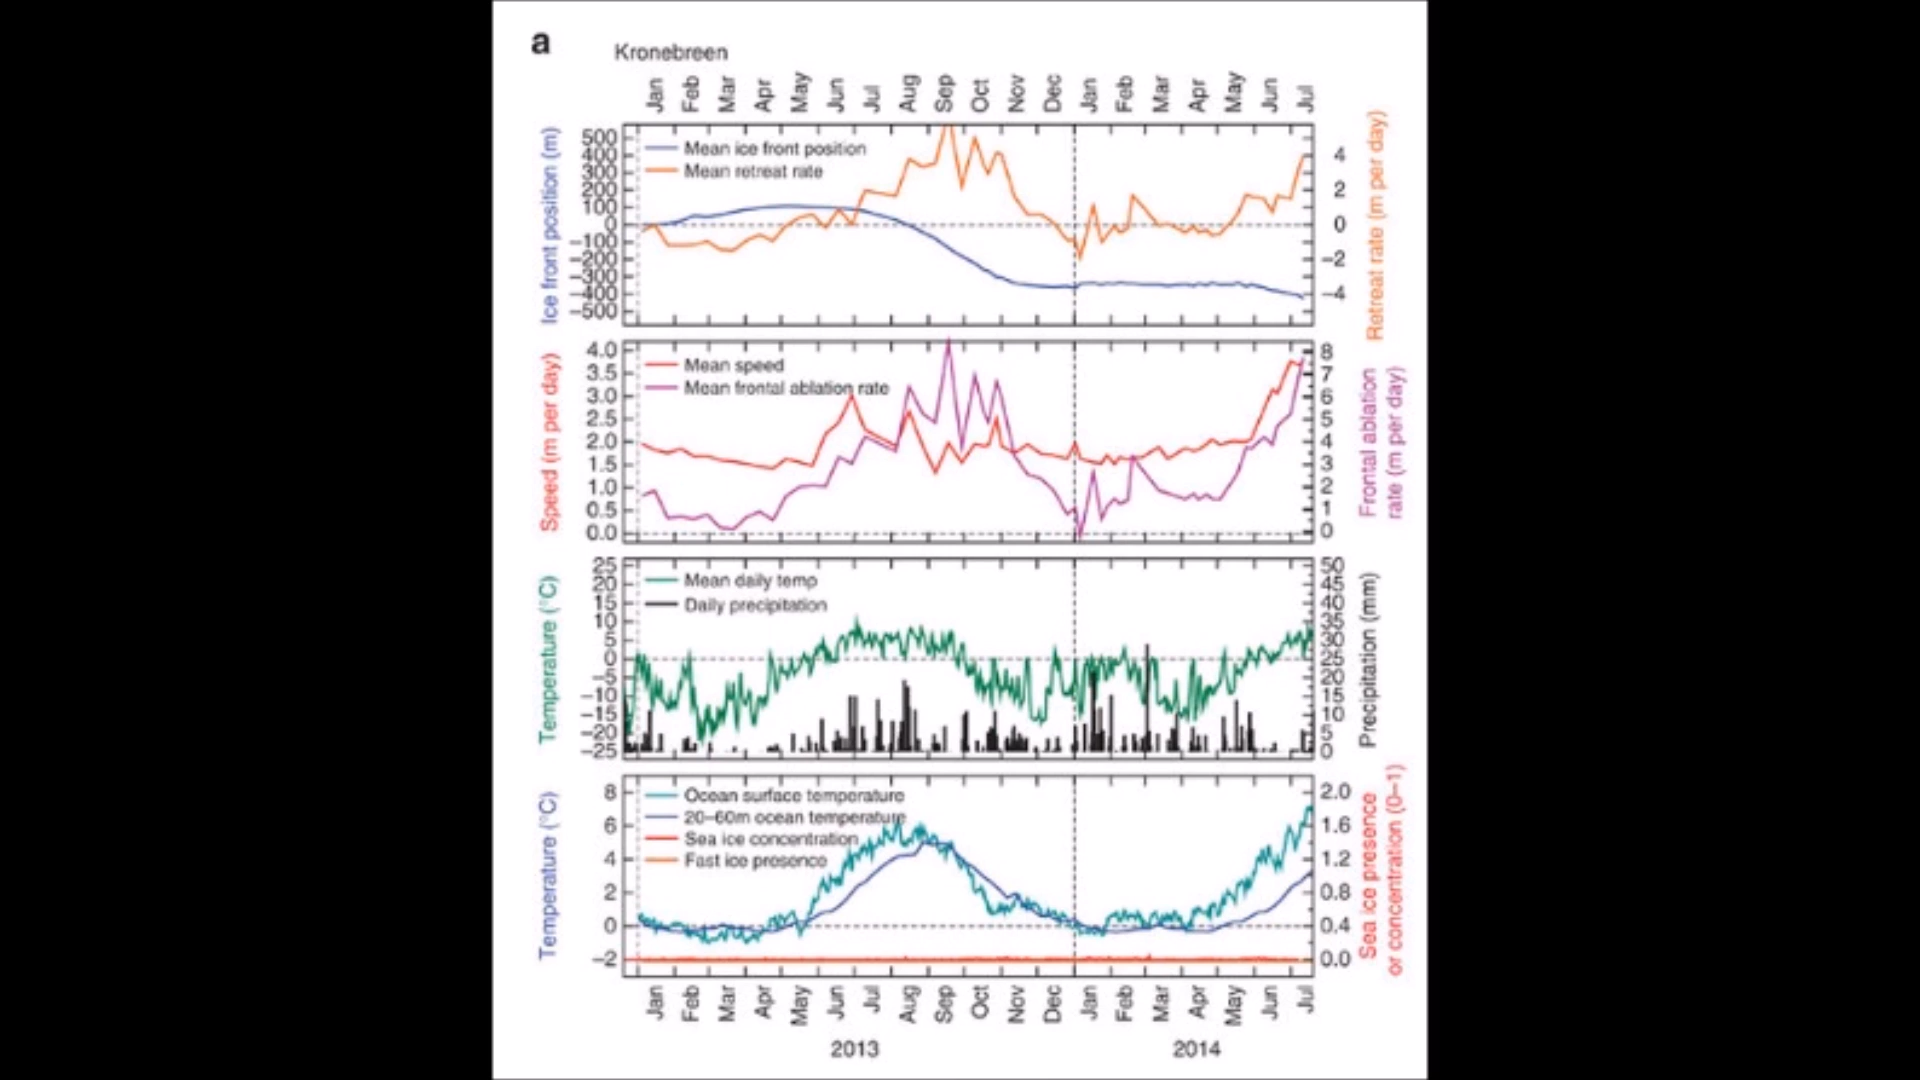 a
Kronebreen
Jan Feb Mar Apr May Jun Jul Aug Sep Oct Nov Dec Jan Feb Mar Apr May Jun Jul
Ice front position (m)
500
400
300
200
100
0
−100
−200
−300
−400
−500
Mean ice front position
Mean retreat rate
4
2
0
−2
−4
Retreat rate (m per day)
Speed (m per day)
4.0
3.5
3.0
2.5
2.0
1.5
1.0
0.5
0.0
Mean speed
Mean frontal ablation rate
8
7
6
5
4
3
2
1
0
Frontal ablation
rate (m per day)
Temperature (°C)
25
20
15
10
5
0
−5
−10
−15
−20
−25
Mean daily temp
Daily precipitation
50
45
40
35
30
25
20
15
10
5
0
Precipitation (mm)
Temperature (°C)
8
6
4
2
0
−2
Ocean surface temperature
20–60m ocean temperature
Sea ice concentration
Fast ice presence
2.0
1.6
1.2
0.8
0.4
0.0
Sea ice presence
or concentration (0–1)
Jan Feb Mar Apr May Jun Jul Aug Sep Oct Nov Dec Jan Feb Mar Apr May Jun Jul
2013 2014